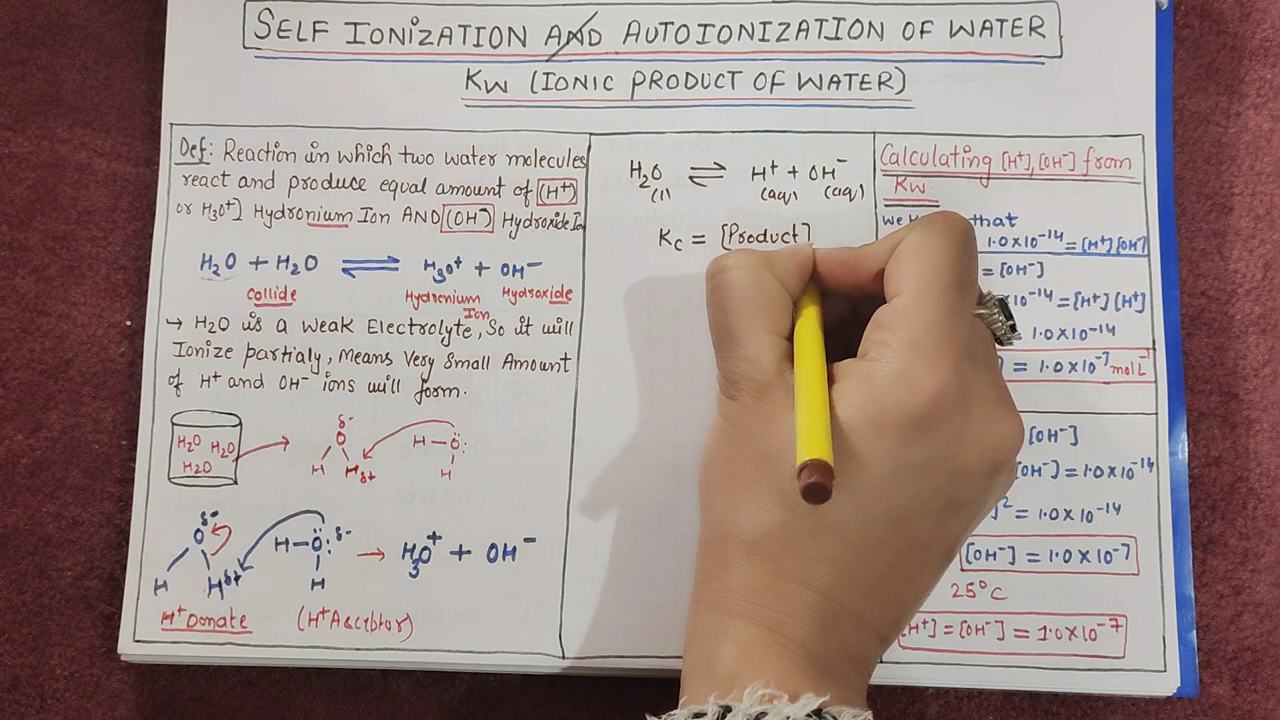 SELF IONIZATION AND AUTOIONIZATION OF WATER
KW (IONIC PRODUCT OF WATER)
Def: Reaction in which two water molecules
react and produce equal amount of (H⁺)
or H₃O⁺] Hydronium Ion AND (OH⁻) Hydroxide Ion
H₂O + H₂O ⇌ H₃O⁺ + OH⁻
collide Hydrenium Hydroxide
Ion
→ H₂O is a weak Electrolyte, So it will
Ionize partialy, Means Very Small Amount
of H⁺ and OH⁻ ions will form.
H₂O H₂O
H₂O
δ⁻
O
H Hδ+
H–O:
H
δ⁻
O
H Hδ+
H–O: δ⁻
H
→ H₃O⁺ + OH⁻
H⁺Donate (H⁺Acceptor)
H₂O ⇌ H⁺ + OH⁻
(l) (aq) (aq)
Kc = [Product]
Calculating [H⁺], [OH⁻] from
Kw
we that
1.0×10⁻¹⁴ = [H⁺][OH⁻]
= [OH⁻]
×10⁻¹⁴ = [H⁺][H⁺]
1.0×10⁻¹⁴
= 1.0×10⁻⁷ mol L⁻¹
[OH⁻]
[OH⁻] = 1.0×10⁻¹⁴
]² = 1.0×10⁻¹⁴
[OH⁻] = 1.0×10⁻⁷
25°C
[H⁺] = [OH⁻] = 1.0×10⁻⁷